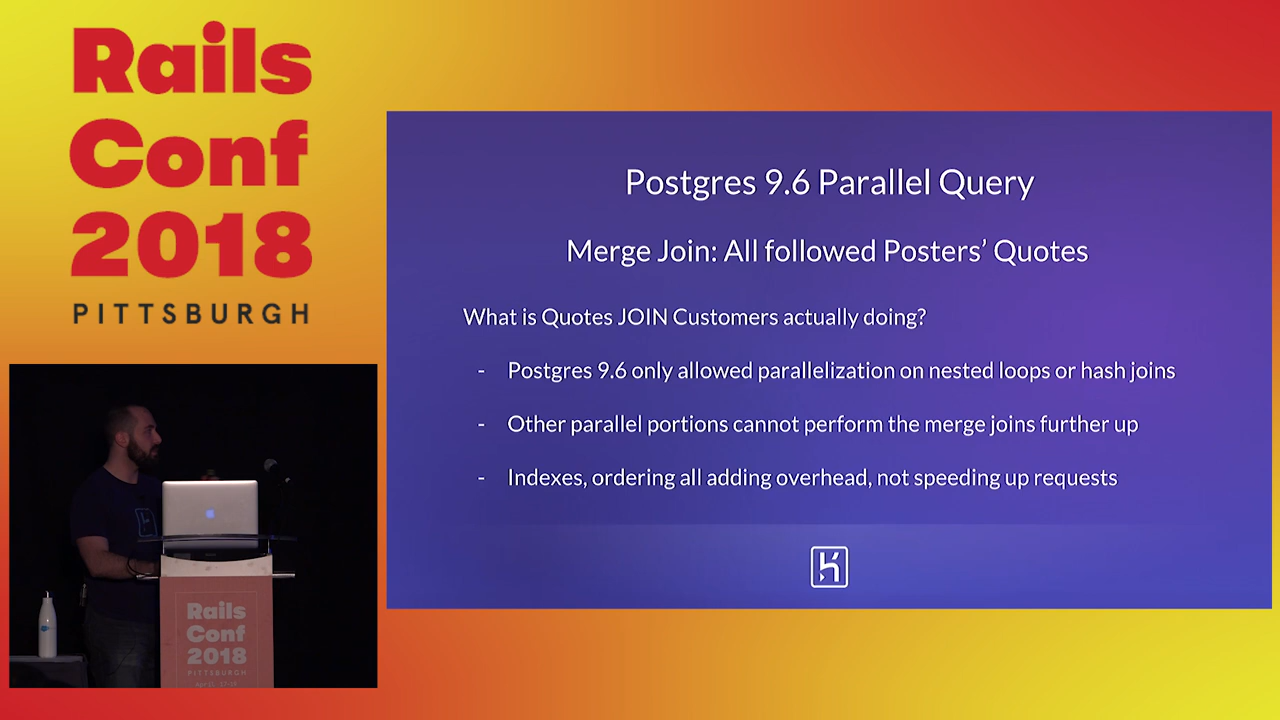 Rails
Conf
2018
PITTSBURGH
Postgres 9.6 Parallel Query
Merge Join: All followed Posters’ Quotes
What is Quotes JOIN Customers actually doing?
- Postgres 9.6 only allowed parallelization on nested loops or hash joins
- Other parallel portions cannot perform the merge joins further up
- Indexes, ordering all adding overhead, not speeding up requests
Rails
Conf
2018
PITTSBURGH